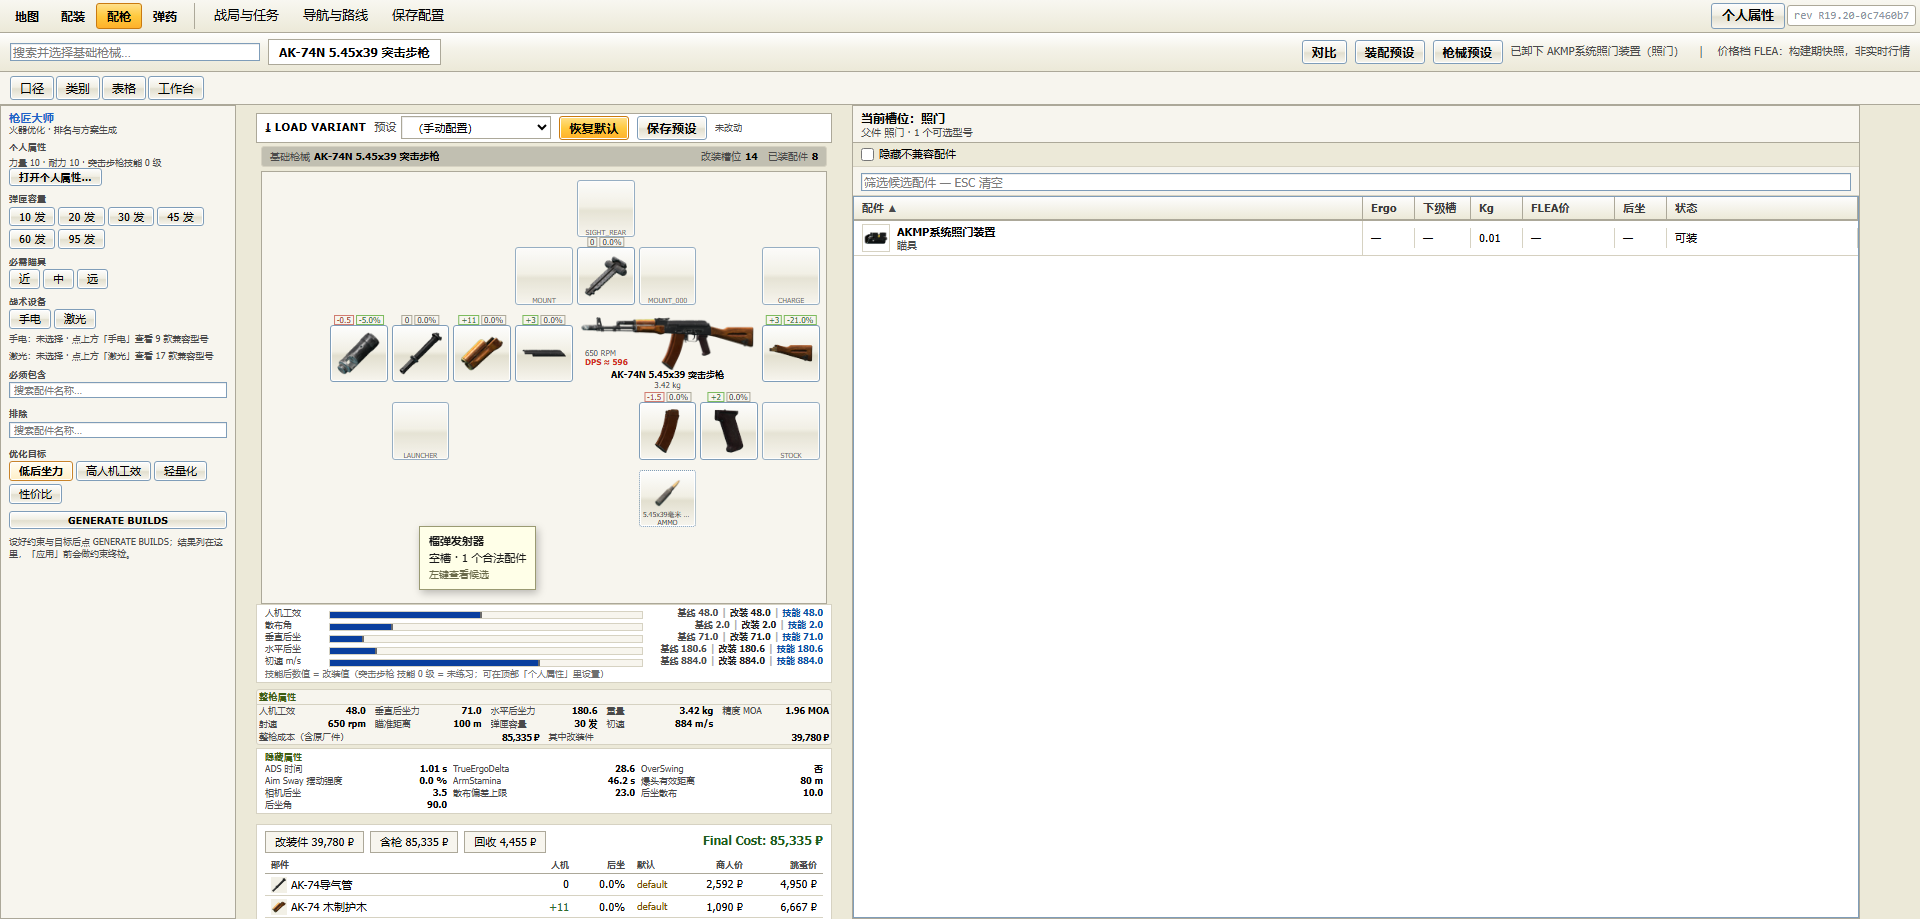 地图 配装 配枪 弹药 战局与任务 导航与路线 保存配置 个人属性 rev R19.20-0c7460b7
搜索并选择基础枪械… AK-74N 5.45x39 突击步枪 对比 装配预设 枪械预设 已卸下 AKMP系统照门装置（照门） | 价格档 FLEA：构建期快照，非实时行情
口径 类别 表格 工作台
枪匠大师
火器优化 · 排名与方案生成
个人属性
力量 10 · 耐力 10 · 突击步枪技能 0 级
打开个人属性…
弹匣容量
10 发 20 发 30 发 45 发
60 发 95 发
必需瞄具
近 中 远
战术设备
手电 激光
手电：未选择 · 点上方「手电」查看 9 款兼容型号
激光：未选择 · 点上方「激光」查看 17 款兼容型号
必须包含
搜索配件名称…
排除
搜索配件名称…
优化目标
低后坐力 高人机工效 轻量化
性价比
GENERATE BUILDS
设好约束与目标后点 GENERATE BUILDS；结果列在这
里，「应用」前会做约束终检。
LOAD VARIANT 预设 (手动配置) 恢复默认 保存预设 未改动
基础枪械 AK-74N 5.45x39 突击步枪 改装槽位 14 已装配件 8
SIGHT_REAR
0 0.0%
MOUNT MOUNT_000 CHARGE
-0.5 -5.0% 0 0.0% +11 0.0% +3 0.0% +3 -21.0%
650 RPM
DPS ≈ 596
AK-74N 5.45x39 突击步枪
3.42 kg
-1.5 0.0% +2 0.0%
LAUNCHER STOCK
5.45x39毫米 ...
AMMO
榴弹发射器
空槽 · 1 个合法配件
左键查看候选
人机工效 基线 48.0 | 改装 48.0 | 技能 48.0
散布角 基线 2.0 | 改装 2.0 | 技能 2.0
垂直后坐 基线 71.0 | 改装 71.0 | 技能 71.0
水平后坐 基线 180.6 | 改装 180.6 | 技能 180.6
初速 m/s 基线 884.0 | 改装 884.0 | 技能 884.0
技能后数值 = 改装值（突击步枪 技能 0 级 = 未练习；可在顶部「个人属性」里设置）
整枪属性
人机工效 48.0 垂直后坐力 71.0 水平后坐力 180.6 重量 3.42 kg 精度 MOA 1.96 MOA
射速 650 rpm 瞄准距离 100 m 弹匣容量 30 发 初速 884 m/s
整枪成本（含原厂件） 85,335 ₽ 其中改装件 39,780 ₽
隐藏属性
ADS 时间 1.01 s TrueErgoDelta 28.6 OverSwing 否
Aim Sway 摆动强度 0.0 % ArmStamina 46.2 s 爆头有效距离 80 m
相机后坐 3.5 散布偏差上限 23.0 后坐散布 10.0
后坐角 90.0
改装件 39,780 ₽ 含枪 85,335 ₽ 回收 4,455 ₽ Final Cost: 85,335 ₽
部件 人机 后坐 默认 商人价 跳蚤价
AK-74导气管 0 0.0% default 2,592 ₽ 4,950 ₽
AK-74 木制护木 +11 0.0% default 1,090 ₽ 6,667 ₽
当前槽位：照门
父件 照门 · 1 个可选型号
隐藏不兼容配件
筛选候选配件 — ESC 清空
配件 ▲ Ergo 下级槽 Kg FLEA价 后坐 状态
AKMP系统照门装置 — — 0.01 — — 可装
瞄具